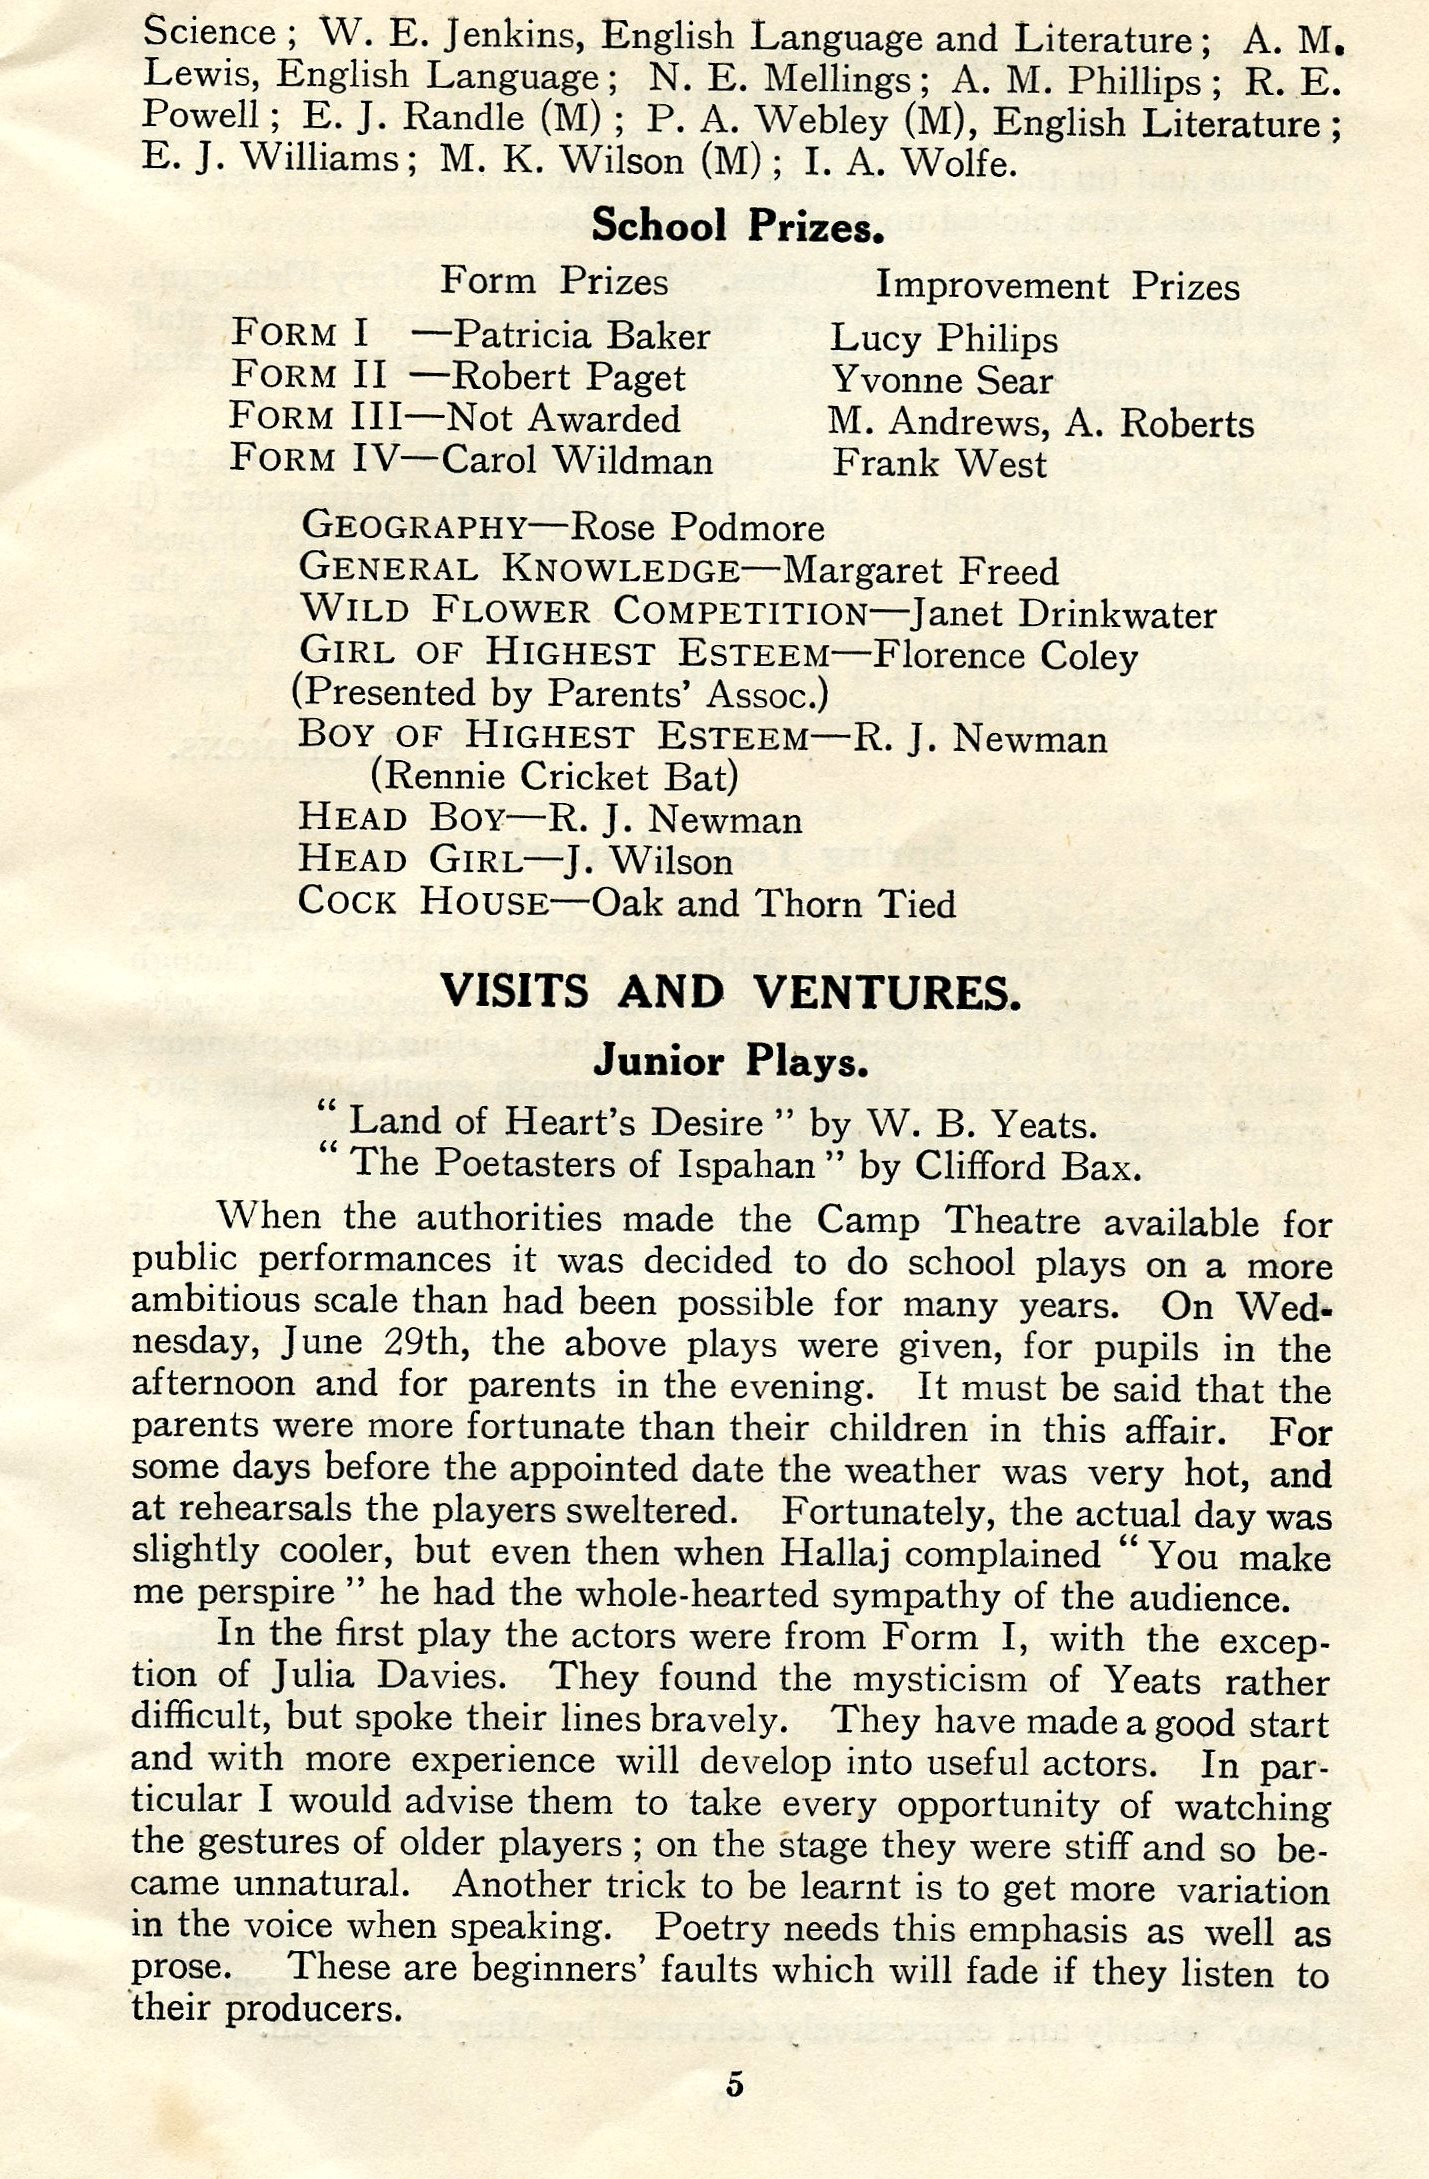 Science ; W. E. Jenkins, English Language and Literature ; A. M.
Lewis, English Language ; N. E. Mellings ; A. M. Phillips ; R. E.
Powell ; E. J. Randle (M) ; P. A. Webley (M), English Literature ;
E. J. Williams ; M. K. Wilson (M) ; I. A. Wolfe.
School Prizes.
Form Prizes Improvement Prizes
FORM I —Patricia Baker Lucy Philips
FORM II —Robert Paget Yvonne Sear
FORM III—Not Awarded M. Andrews, A. Roberts
FORM IV—Carol Wildman Frank West
GEOGRAPHY—Rose Podmore
GENERAL KNOWLEDGE—Margaret Freed
WILD FLOWER COMPETITION—Janet Drinkwater
GIRL OF HIGHEST ESTEEM—Florence Coley
(Presented by Parents’ Assoc.)
BOY OF HIGHEST ESTEEM—R. J. Newman
(Rennie Cricket Bat)
HEAD BOY—R. J. Newman
HEAD GIRL—J. Wilson
COCK HOUSE—Oak and Thorn Tied
VISITS AND VENTURES.
Junior Plays.
“ Land of Heart’s Desire ” by W. B. Yeats.
“ The Poetasters of Ispahan ” by Clifford Bax.
When the authorities made the Camp Theatre available for
public performances it was decided to do school plays on a more
ambitious scale than had been possible for many years. On Wed-
nesday, June 29th, the above plays were given, for pupils in the
afternoon and for parents in the evening. It must be said that the
parents were more fortunate than their children in this affair. For
some days before the appointed date the weather was very hot, and
at rehearsals the players sweltered. Fortunately, the actual day was
slightly cooler, but even then when Hallaj complained “ You make
me perspire ” he had the whole-hearted sympathy of the audience.
In the first play the actors were from Form I, with the excep-
tion of Julia Davies. They found the mysticism of Yeats rather
difficult, but spoke their lines bravely. They have made a good start
and with more experience will develop into useful actors. In par-
ticular I would advise them to take every opportunity of watching
the gestures of older players ; on the stage they were stiff and so be-
came unnatural. Another trick to be learnt is to get more variation
in the voice when speaking. Poetry needs this emphasis as well as
prose. These are beginners’ faults which will fade if they listen to
their producers.
5